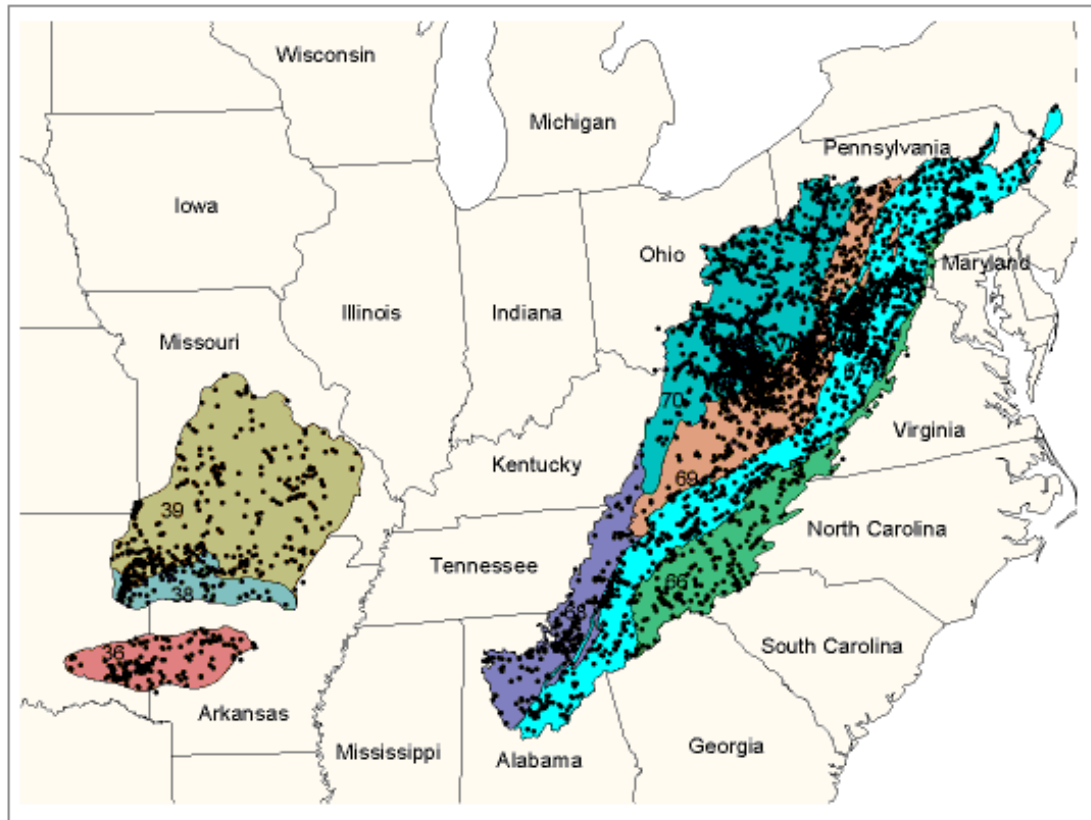 Wisconsin
Michigan
Pennsylvania
Iowa
Ohio
Maryland
Illinois
Indiana
Missouri
70
Virginia
Kentucky
69
39
North Carolina
Tennessee
66
38
68
36
South Carolina
Arkansas
Mississippi
Alabama
Georgia